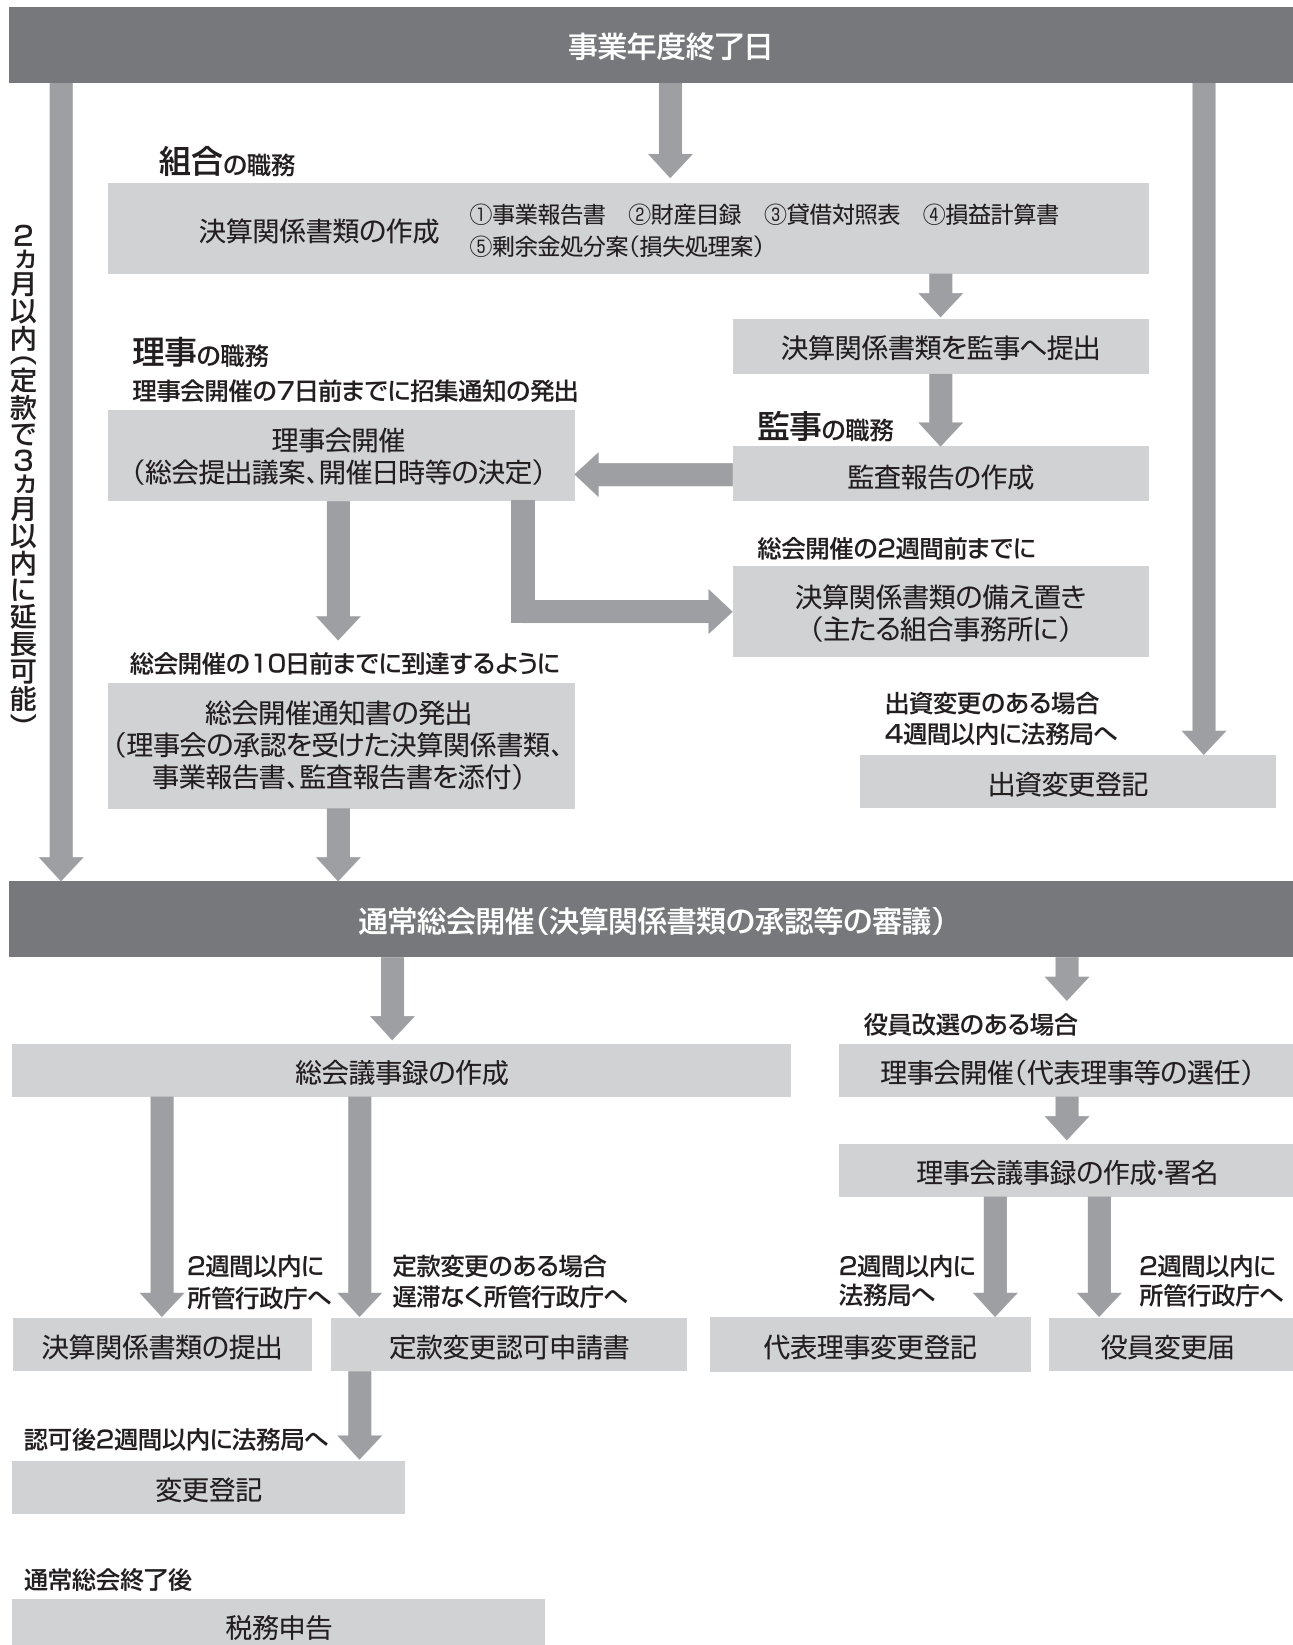 事業年度終了日
2ヵ月以内(定款で3ヵ月以内に延長可能)
組合の職務
決算関係書類の作成
①事業報告書 ②財産目録 ③貸借対照表 ④損益計算書
⑤剰余金処分案(損失処理案)
決算関係書類を監事へ提出
理事の職務
理事会開催の7日前までに招集通知の発出
理事会開催
(総会提出議案、開催日時等の決定)
監事の職務
監査報告の作成
総会開催の2週間前までに
決算関係書類の備え置き
(主たる組合事務所に)
総会開催の10日前までに到達するように
総会開催通知書の発出
(理事会の承認を受けた決算関係書類、
事業報告書、監査報告書を添付)
出資変更のある場合
4週間以内に法務局へ
出資変更登記
通常総会開催(決算関係書類の承認等の審議)
総会議事録の作成
役員改選のある場合
理事会開催(代表理事等の選任)
理事会議事録の作成・署名
2週間以内に
所管行政庁へ
決算関係書類の提出
定款変更のある場合
遅滞なく所管行政庁へ
定款変更認可申請書
2週間以内に
法務局へ
代表理事変更登記
2週間以内に
所管行政庁へ
役員変更届
認可後2週間以内に法務局へ
変更登記
通常総会終了後
税務申告